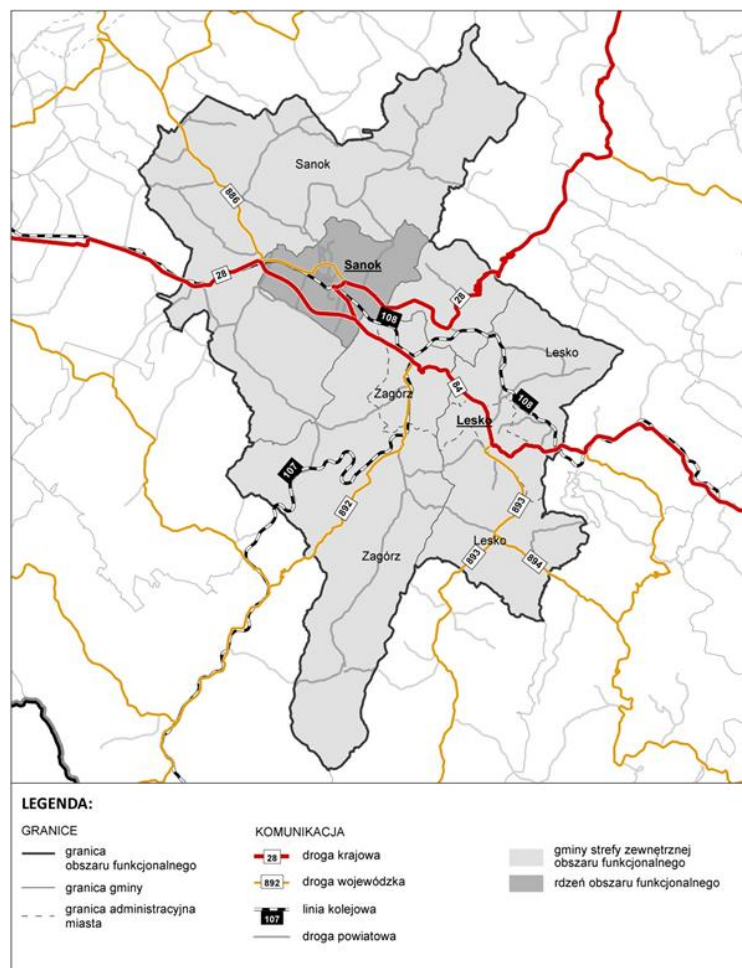 Sanok
886
28
Sanok
108
28
Lesko
Zagórz
84
Lesko
108
107
892
893
Zagórz
893
Lesko
894
LEGENDA:
GRANICE
granica
obszaru funkcjonalnego
granica gminy
granica administracyjna
miasta
KOMUNIKACJA
28 droga krajowa
892 droga wojewódzka
107 linia kolejowa
droga powiatowa
gminy strefy zewnętrznej
obszaru funkcjonalnego
rdzeń obszaru funkcjonalnego